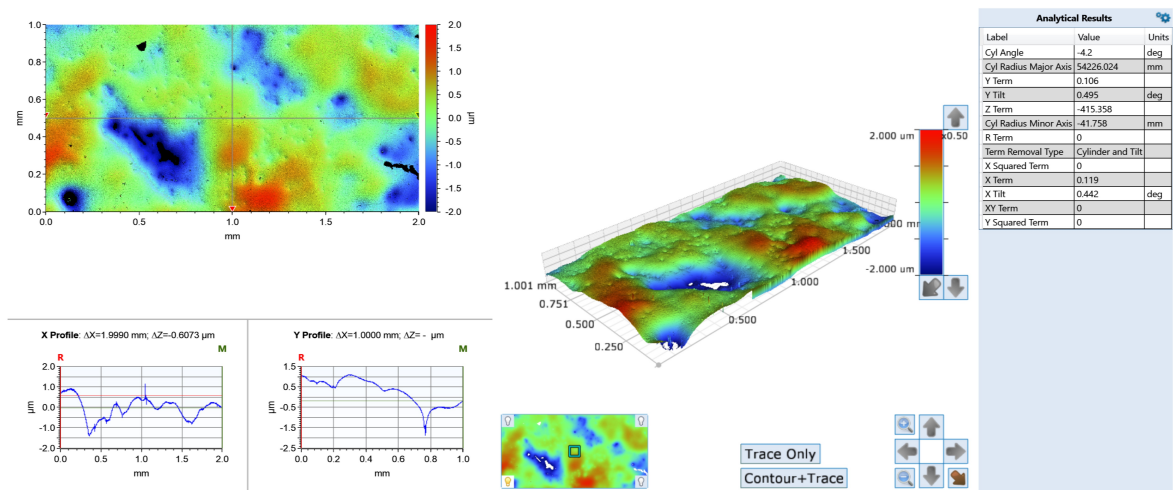 1.0
0.8
0.6
0.4
0.2
0.0
mm
0.0 0.5 1.0 1.5 2.0
mm
2.0
1.5
1.0
0.5
0.0
-0.5
-1.0
-1.5
-2.0
µm
X Profile: ΔX=1.9990 mm; ΔZ=-0.6073 µm
R M
2.0
1.0
-0.0
-1.0
-2.0
µm
0.0 0.5 1.0 1.5 2.0
mm
Y Profile: ΔX=1.0000 mm; ΔZ= - µm
R M
1.5
0.5
-0.5
-1.5
-2.5
µm
0.0 0.2 0.4 0.6 0.8 1.0
mm
2.000 um x0.50
-2.000 um
1.500
1.000
0.500
1.001 mm
0.751
0.500
0.250
Trace Only
Contour+Trace
Analytical Results
Label Value Units
Cyl Angle -4.2 deg
Cyl Radius Major Axis 54226.024 mm
Y Term 0.106
Y Tilt 0.495 deg
Z Term -415.358
Cyl Radius Minor Axis -41.758 mm
R Term 0
Term Removal Type Cylinder and Tilt
X Squared Term 0
X Term 0.119
X Tilt 0.442 deg
XY Term 0
Y Squared Term 0